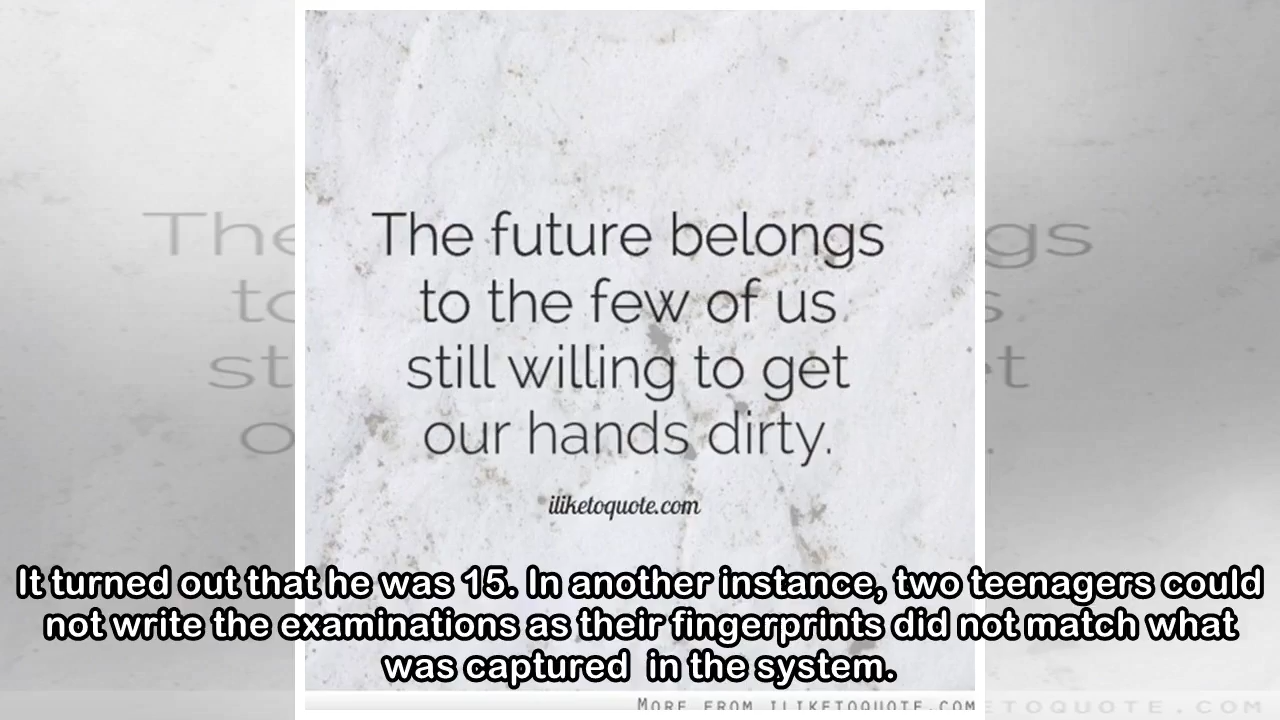 The future belongs
to the few of us
still willing to get
our hands dirty.
iliketoquote.com
It turned out that he was 15. In another instance, two teenagers could
not write the examinations as their fingerprints did not match what
was captured  in the system.
More from iliketoquote.com